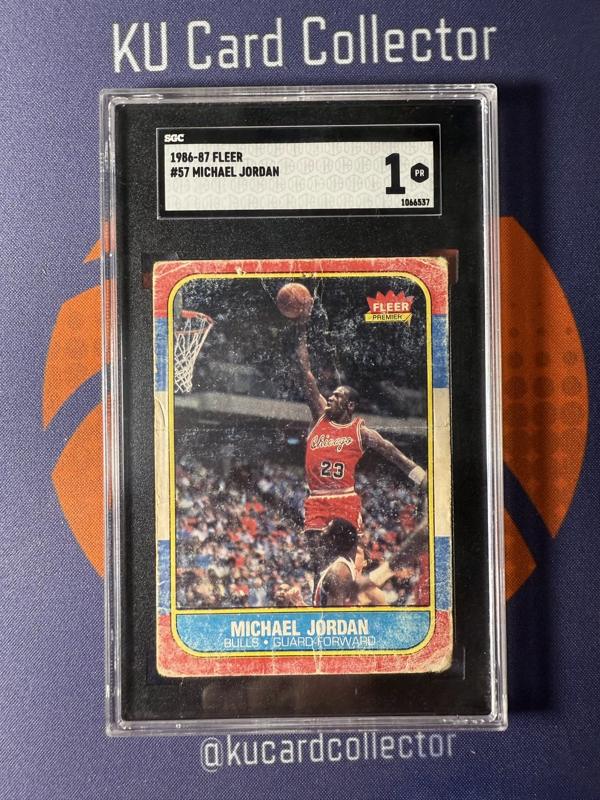 KU Card Collector
SGC
1986-87 FLEER
#57 MICHAEL JORDAN
1
PR
1066537
FLEER
PREMIER
Chicago
23
MICHAEL JORDAN
BULLS • GUARD-FORWARD
@kucardcollector